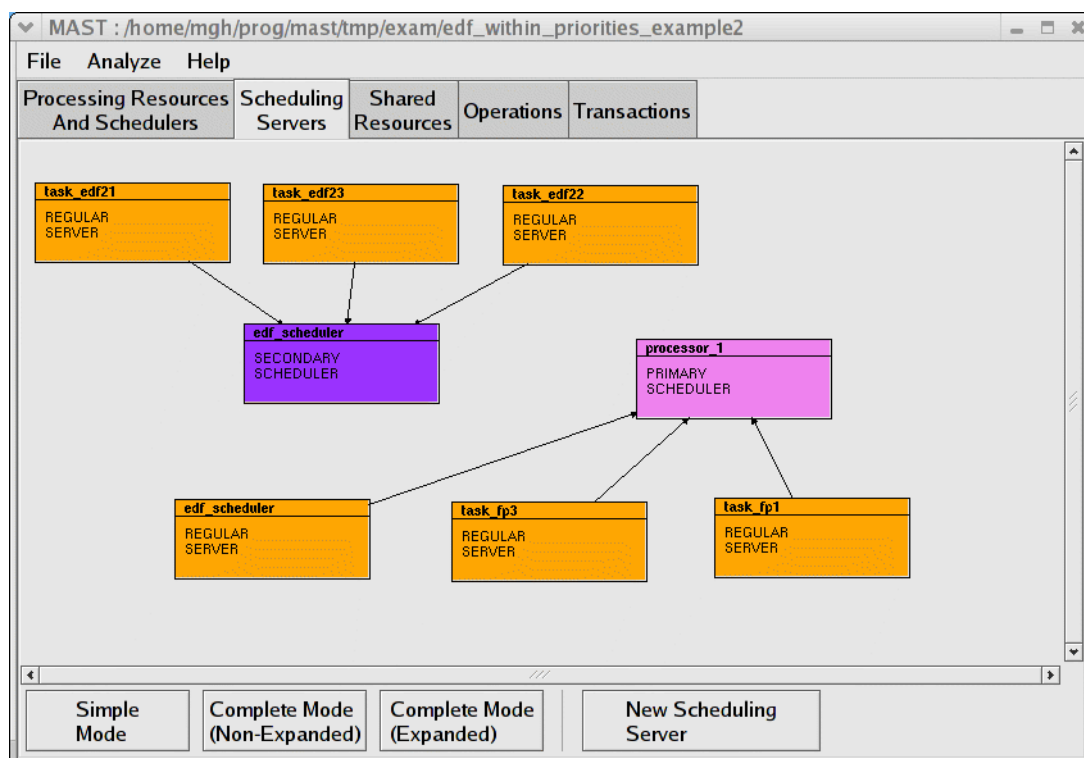 MAST : /home/mgh/prog/mast/tmp/exam/edf_within_priorities_example2
File Analyze Help
Processing Resources
And Schedulers
Scheduling
Servers
Shared
Resources
Operations
Transactions
task_edf21
REGULAR
SERVER
task_edf23
REGULAR
SERVER
task_edf22
REGULAR
SERVER
edf_scheduler
SECONDARY
SCHEDULER
processor_1
PRIMARY
SCHEDULER
edf_scheduler
REGULAR
SERVER
task_fp3
REGULAR
SERVER
task_fp1
REGULAR
SERVER
Simple
Mode
Complete Mode
(Non-Expanded)
Complete Mode
(Expanded)
New Scheduling
Server